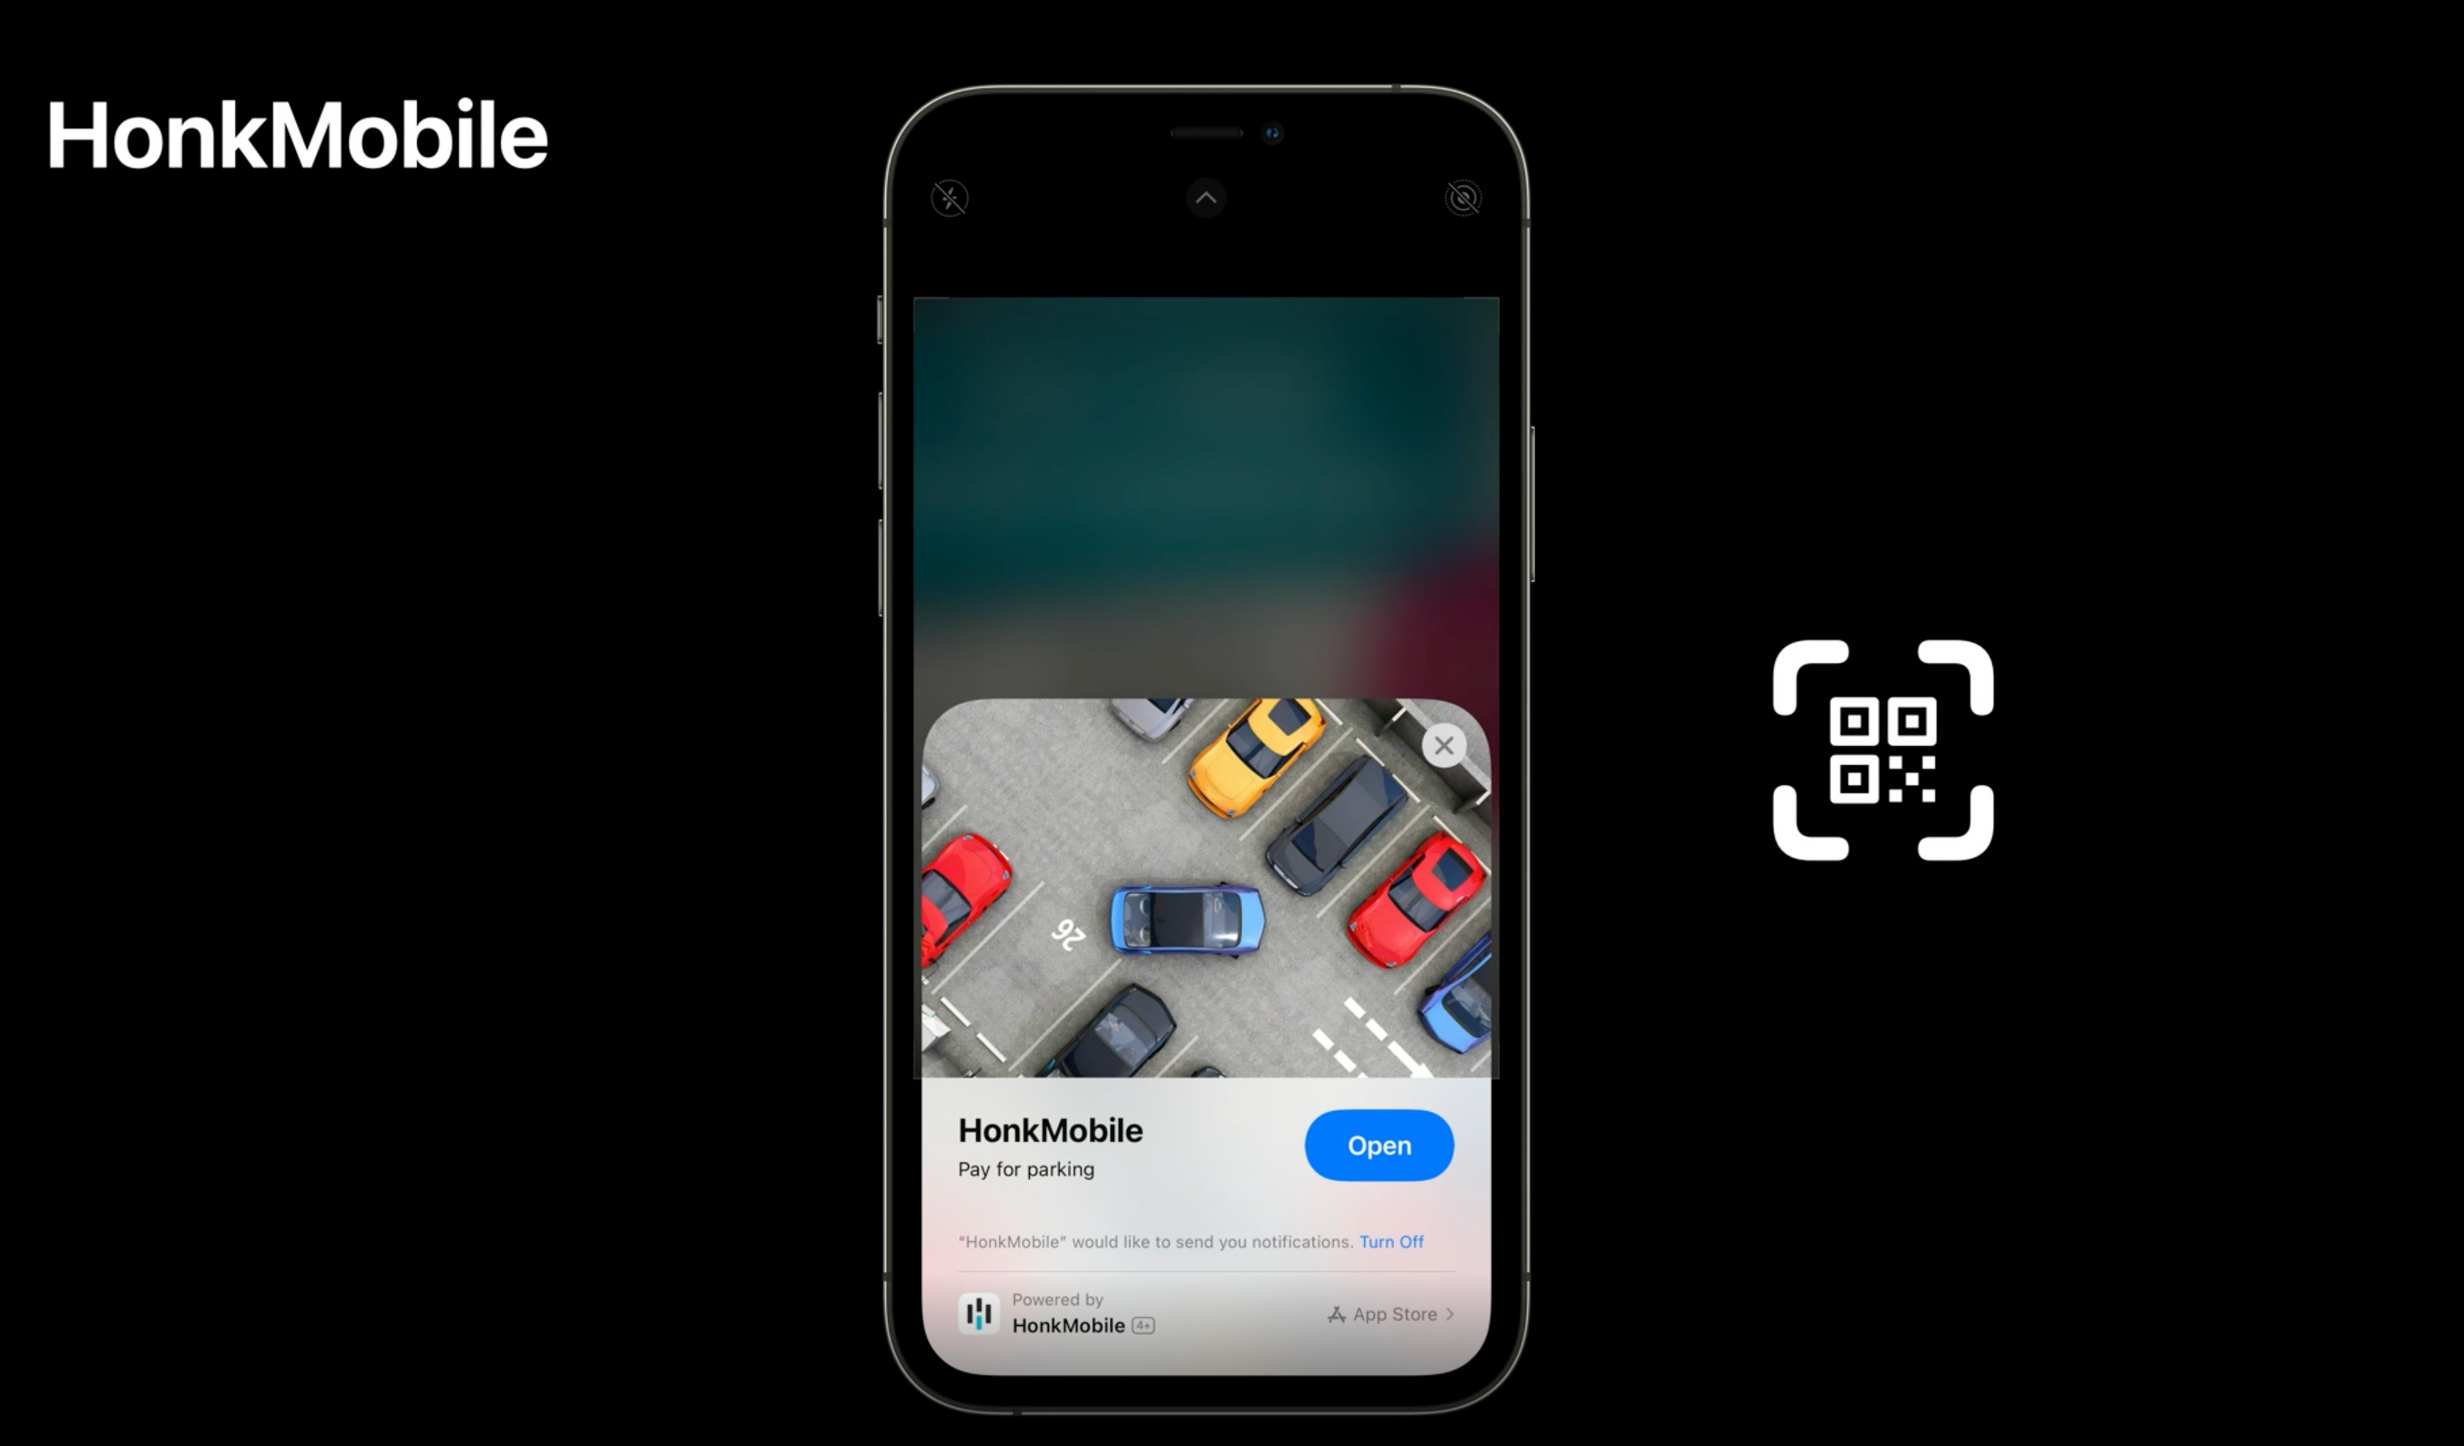 HonkMobile
26
HonkMobile
Pay for parking
Open
“HonkMobile” would like to send you notifications. Turn Off
Powered by
HonkMobile 4+
App Store